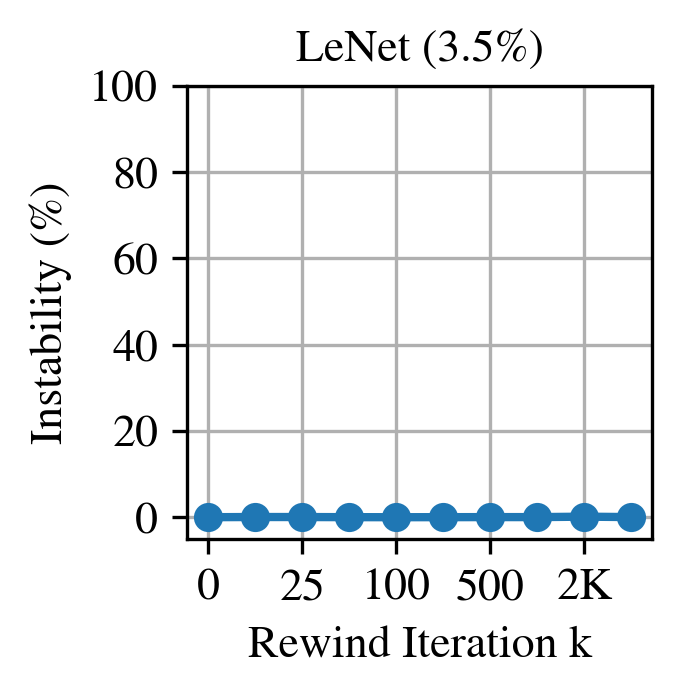 LeNet (3.5%)
100
80
60
40
20
0
Instability (%)
0 25 100 500 2K
Rewind Iteration k